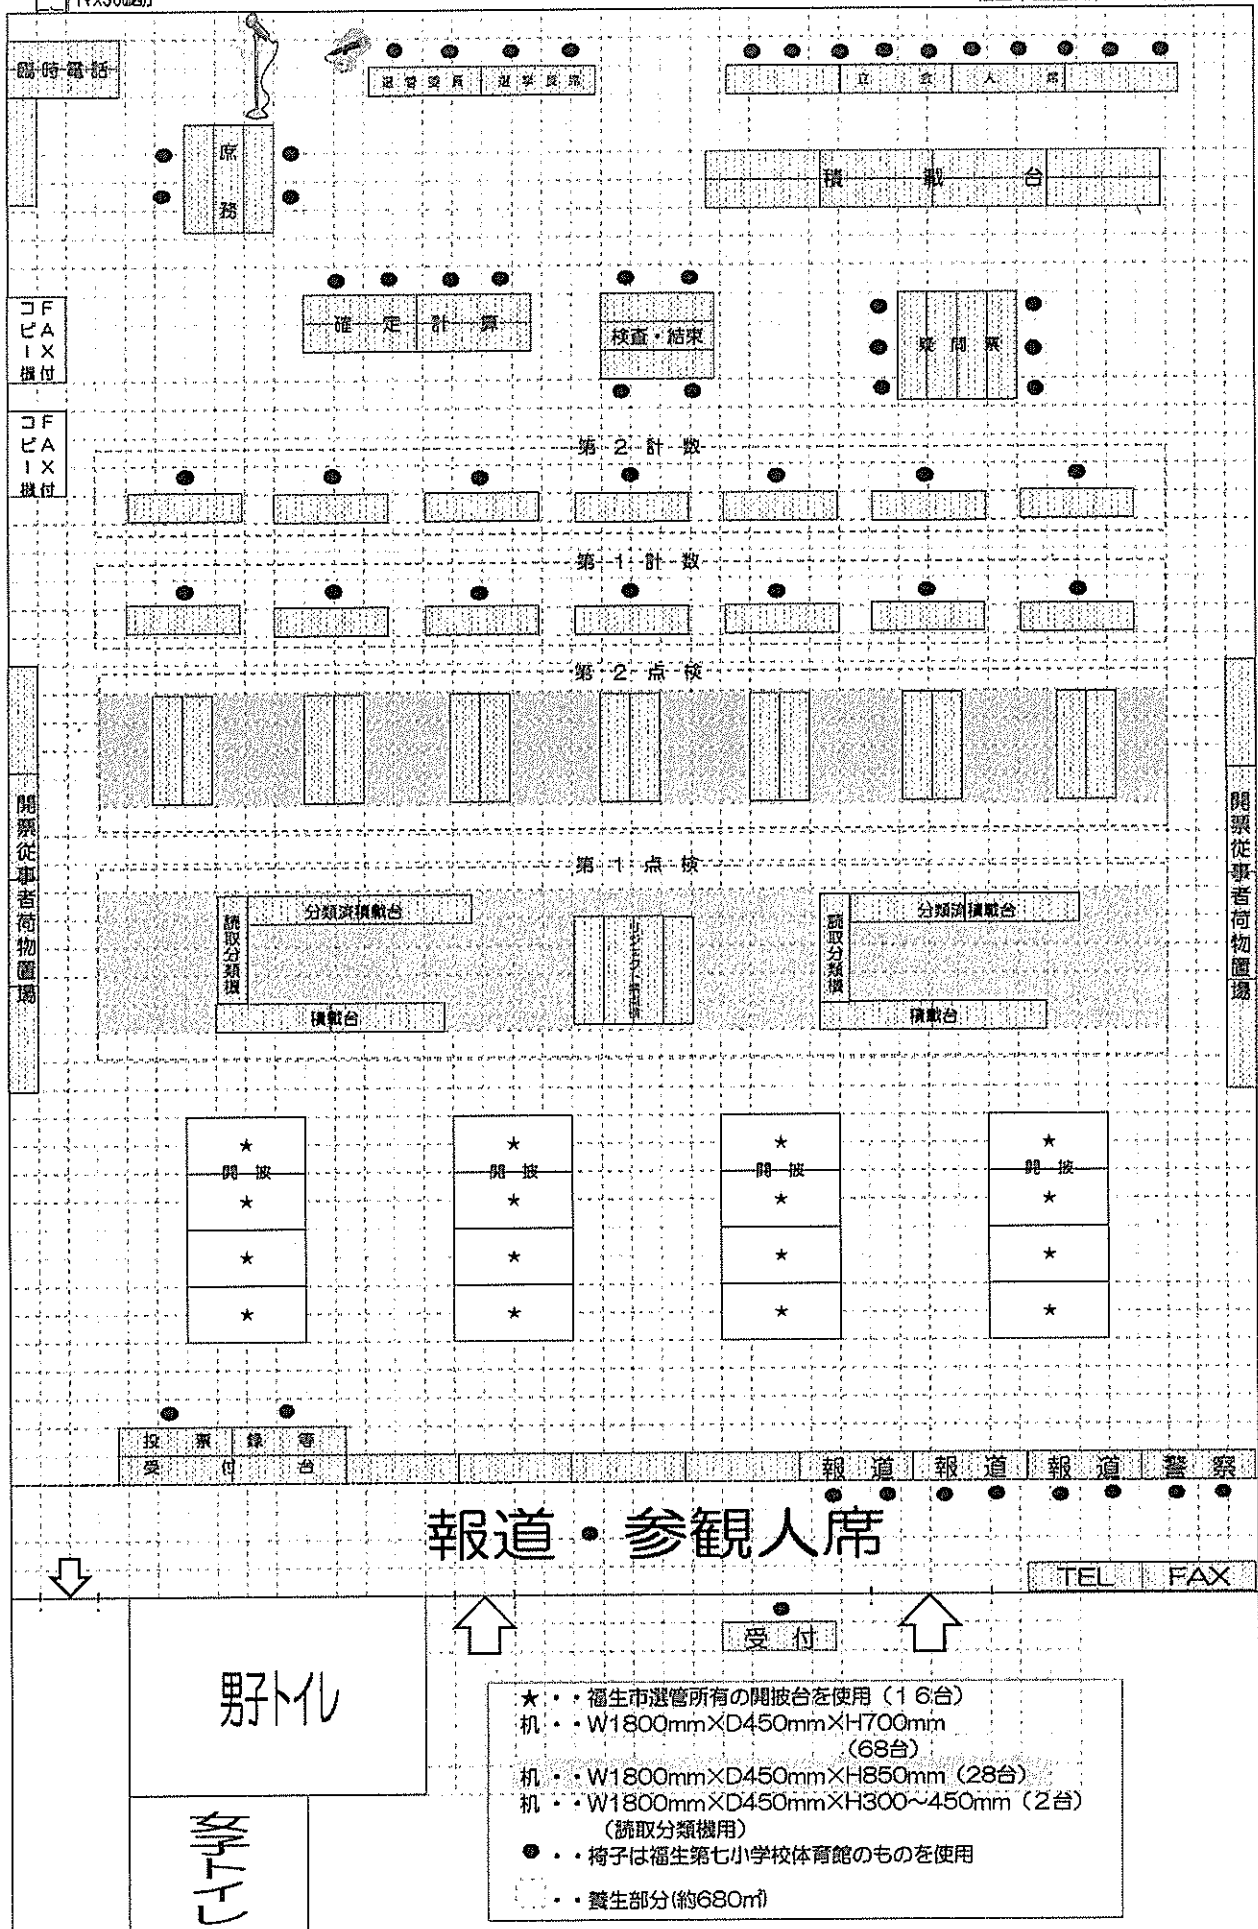 臨時電話
選管委員 選挙長席
立会人席
庶務
積載台
確定計算
検査・結束
疑問票
FAX付
コピー機
FAX付
コピー機
第2計数
第1計数
第2点検
開票従事者荷物置場
開票従事者荷物置場
第1点検
読取分類機
分類済積載台
積載台
読取分類機
分類済積載台
積載台
★
開披
★
★
★
★
開披
★
★
★
★
開披
★
★
★
★
開披
★
★
★
投票録等
受付台
報道 報道 報道 警察
報道・参観人席
TEL FAX
受付
男子トイレ
女子トイレ
★・・福生市選管所有の開披台を使用(16台)
机・・W1800mm×D450mm×H700mm
(68台)
机・・W1800mm×D450mm×H850mm(28台)
机・・W1800mm×D450mm×H300~450mm(2台)
(読取分類機用)
●・・椅子は福生第七小学校体育館のものを使用
・・養生部分(約680㎡)